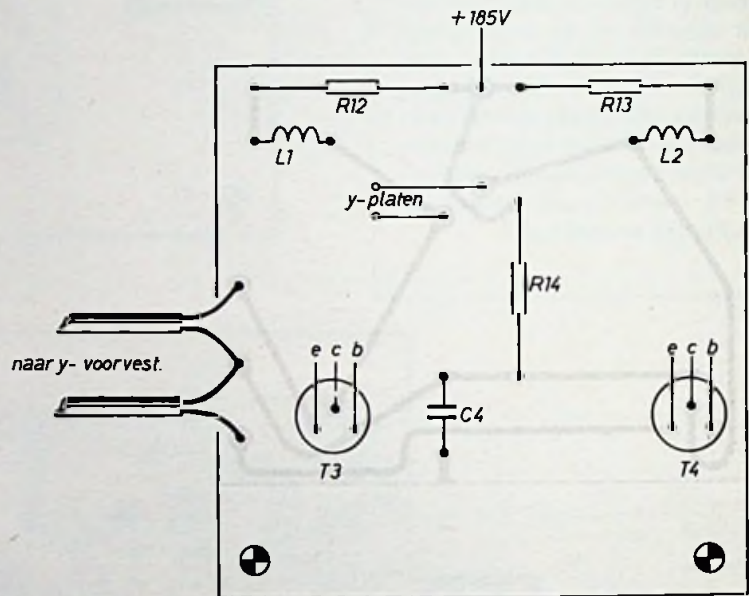 +185V
R12
R13
L1
L2
y-platen
R14
naar y- voorvest.
e c b
e c b
C4
T3
T4